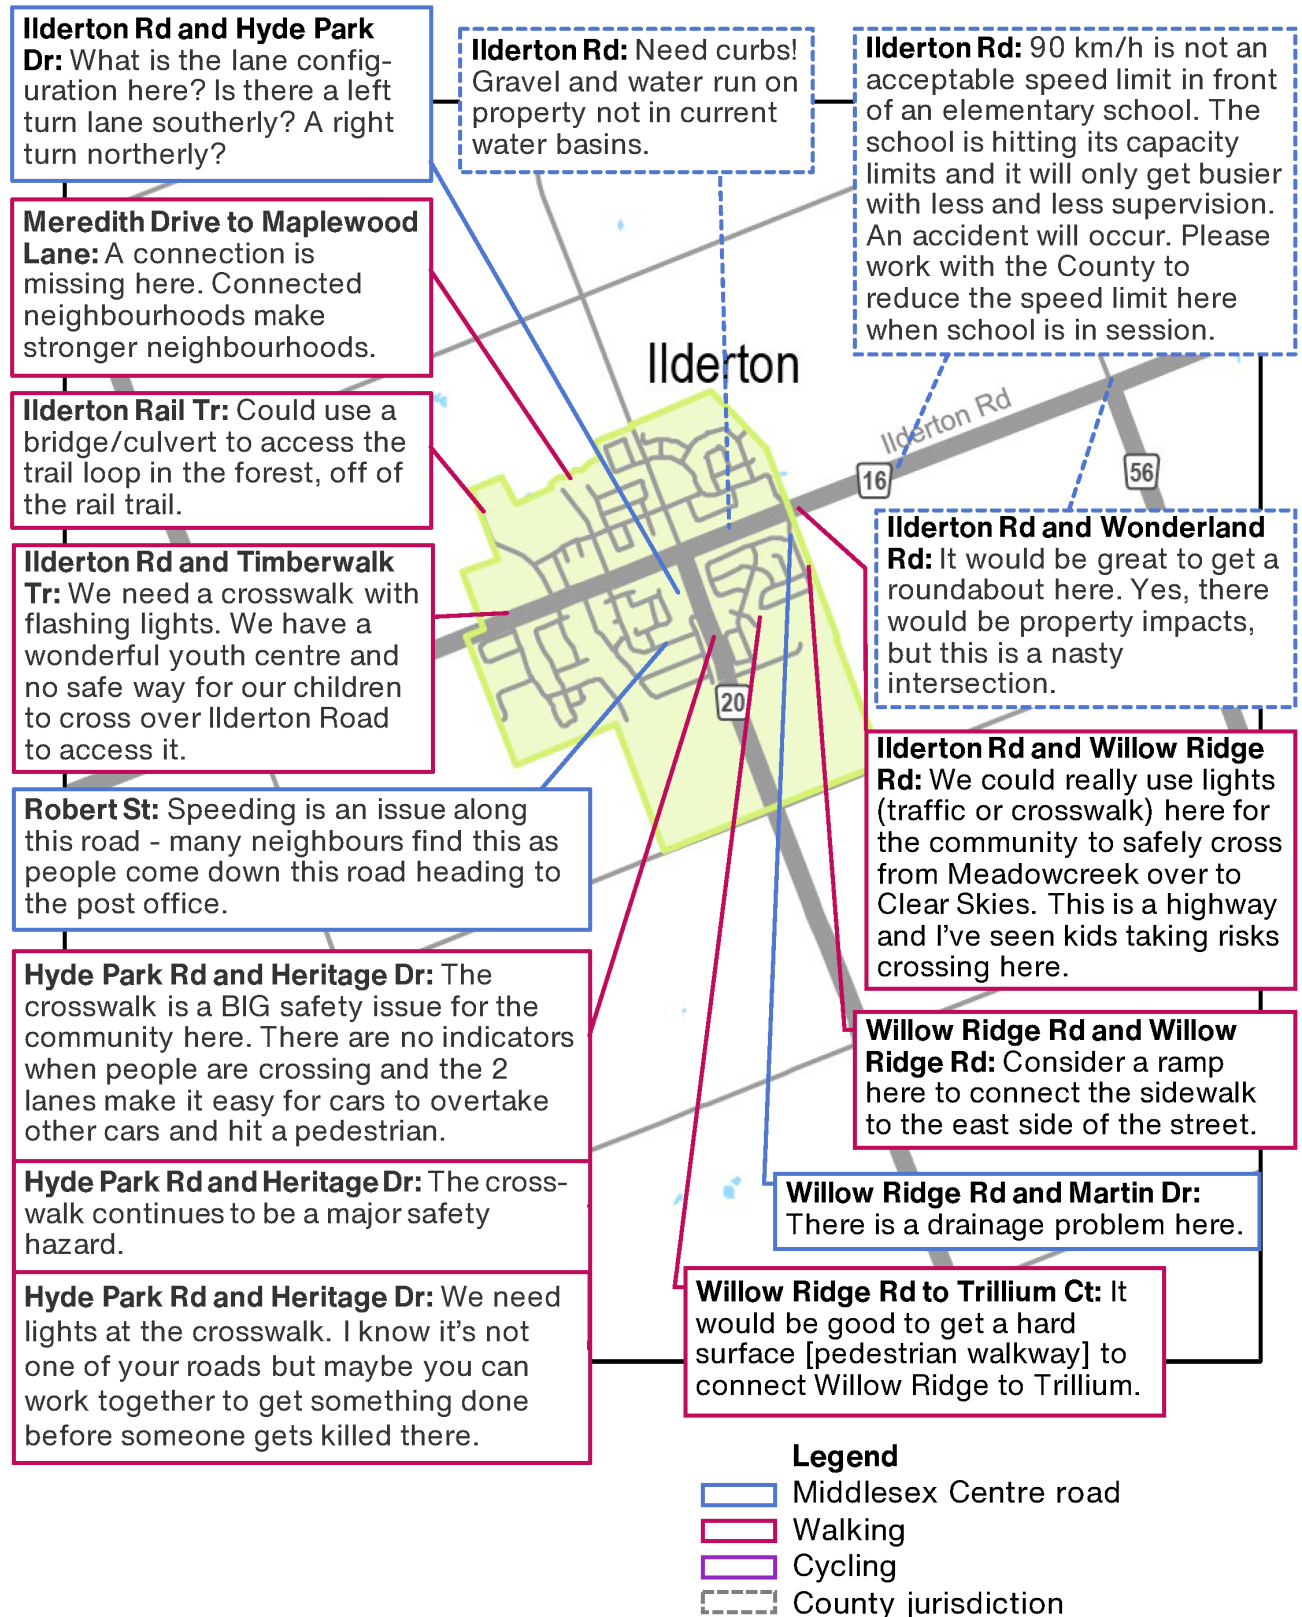 Ilderton Rd and Hyde Park
Dr: What is the lane config-
uration here? Is there a left
turn lane southerly? A right
turn northerly?
Ilderton Rd: Need curbs!
Gravel and water run on
property not in current
water basins.
Ilderton Rd: 90 km/h is not an
acceptable speed limit in front
of an elementary school. The
school is hitting its capacity
limits and it will only get busier
with less and less supervision.
An accident will occur. Please
work with the County to
reduce the speed limit here
when school is in session.
Meredith Drive to Maplewood
Lane: A connection is
missing here. Connected
neighbourhoods make
stronger neighbourhoods.
Ilderton
Ilderton Rd
16
56
20
Ilderton Rail Tr: Could use a
bridge/culvert to access the
trail loop in the forest, off of
the rail trail.
Ilderton Rd and Wonderland
Rd: It would be great to get a
roundabout here. Yes, there
would be property impacts,
but this is a nasty
intersection.
Ilderton Rd and Timberwalk
Tr: We need a crosswalk with
flashing lights. We have a
wonderful youth centre and
no safe way for our children
to cross over Ilderton Road
to access it.
Ilderton Rd and Willow Ridge
Rd: We could really use lights
(traffic or crosswalk) here for
the community to safely cross
from Meadowcreek over to
Clear Skies. This is a highway
and I've seen kids taking risks
crossing here.
Robert St: Speeding is an issue along
this road - many neighbours find this as
people come down this road heading to
the post office.
Hyde Park Rd and Heritage Dr: The
crosswalk is a BIG safety issue for the
community here. There are no indicators
when people are crossing and the 2
lanes make it easy for cars to overtake
other cars and hit a pedestrian.
Willow Ridge Rd and Willow
Ridge Rd: Consider a ramp
here to connect the sidewalk
to the east side of the street.
Hyde Park Rd and Heritage Dr: The cross-
walk continues to be a major safety
hazard.
Willow Ridge Rd and Martin Dr:
There is a drainage problem here.
Hyde Park Rd and Heritage Dr: We need
lights at the crosswalk. I know it's not
one of your roads but maybe you can
work together to get something done
before someone gets killed there.
Willow Ridge Rd to Trillium Ct: It
would be good to get a hard
surface [pedestrian walkway] to
connect Willow Ridge to Trillium.
Legend
Middlesex Centre road
Walking
Cycling
County jurisdiction